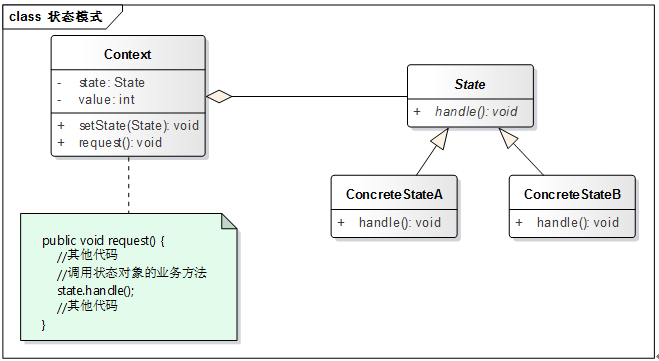 class 状态模式
Context
- state: State
- value: int
+ setState(State): void
+ request(): void
State
+ handle(): void
ConcreteStateA
+ handle(): void
ConcreteStateB
+ handle(): void
public void request() {
//其他代码
//调用状态对象的业务方法
state.handle();
//其他代码
}